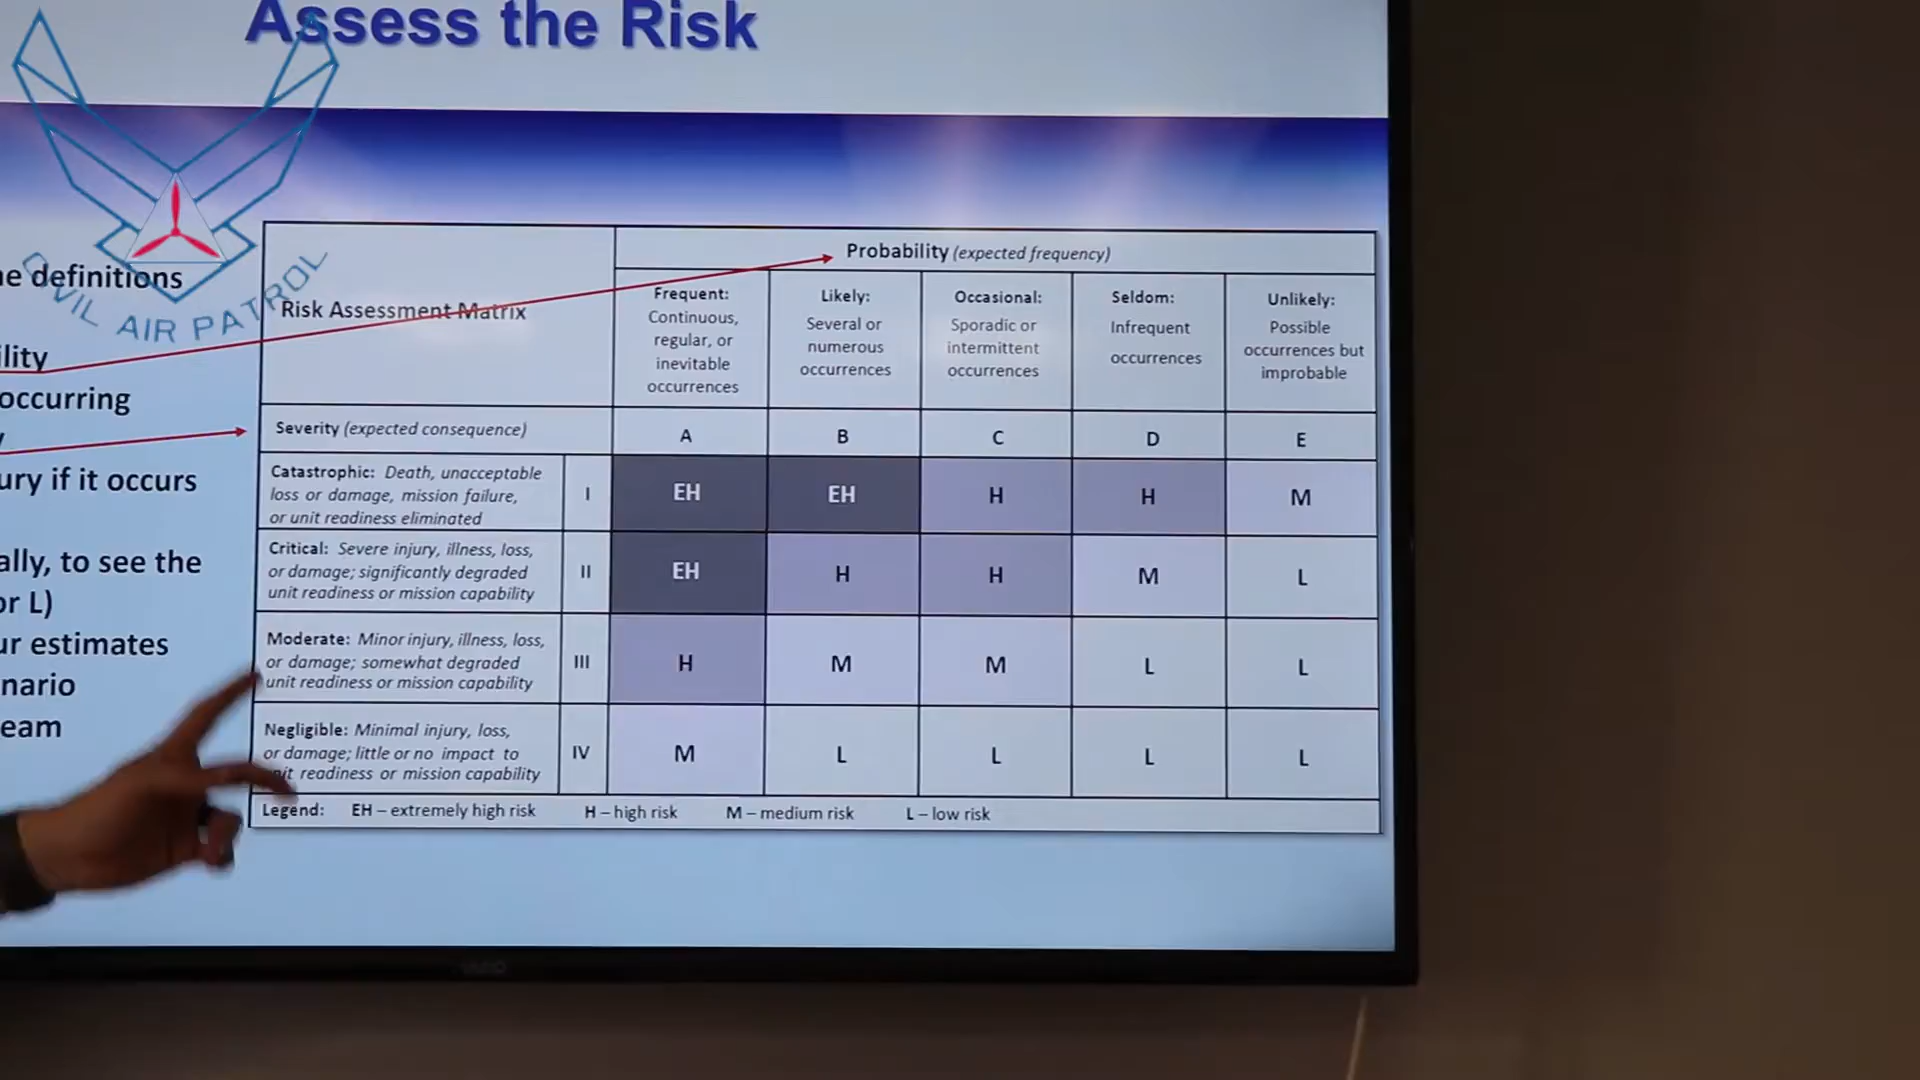 Assess the Risk
definitions
occurring
if it occurs
to see the
or L)
estimates
CIVIL AIR PATROL
Risk Assessment Matrix
Probability (expected frequency)
Frequent:
Continuous,
regular, or
inevitable
occurrences
Likely:
Several or
numerous
occurrences
Occasional:
Sporadic or
intermittent
occurrences
Seldom:
Infrequent
occurrences
Unlikely:
Possible
occurrences but
improbable
Severity (expected consequence)
A
B
C
D
E
Catastrophic: Death, unacceptable
loss or damage, mission failure,
or unit readiness eliminated
I
EH
EH
H
H
M
Critical: Severe injury, illness, loss,
or damage; significantly degraded
unit readiness or mission capability
II
EH
H
H
M
L
Moderate: Minor injury, illness, loss,
or damage; somewhat degraded
unit readiness or mission capability
III
H
M
M
L
L
Negligible: Minimal injury, loss,
or damage; little or no impact to
readiness or mission capability
IV
M
L
L
L
L
Legend: EH – extremely high risk H – high risk M – medium risk L – low risk